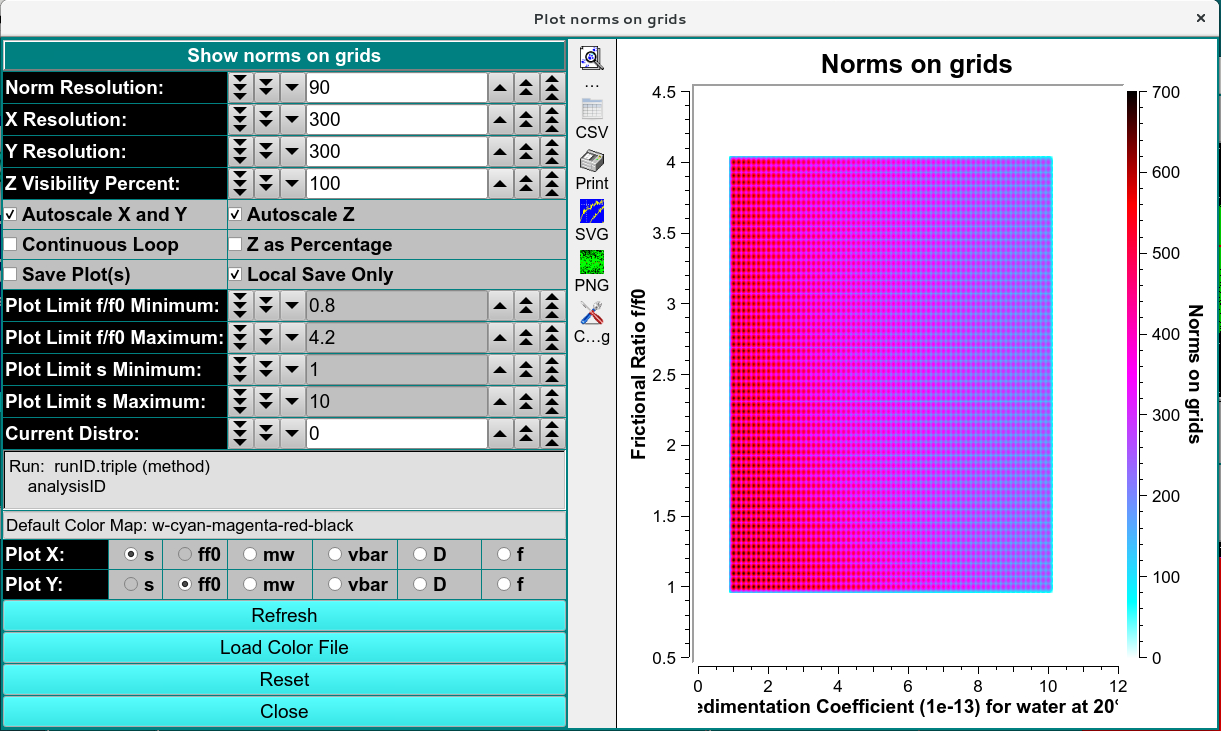 Plot norms on grids
Show norms on grids
Norm Resolution: 90
X Resolution: 300
Y Resolution: 300
Z Visibility Percent: 100
Autoscale X and Y Autoscale Z
Continuous Loop Z as Percentage
Save Plot(s) Local Save Only
Plot Limit f/f0 Minimum: 0.8
Plot Limit f/f0 Maximum: 4.2
Plot Limit s Minimum: 1
Plot Limit s Maximum: 10
Current Distro: 0
Run: runID.triple (method)
analysisID
Default Color Map: w-cyan-magenta-red-black
Plot X: s ff0 mw vbar D f
Plot Y: s ff0 mw vbar D f
Refresh
Load Color File
Reset
Close
...
CSV
Print
SVG
PNG
C...g
Norms on grids
Frictional Ratio f/f0
4.5
4
3.5
3
2.5
2
1.5
1
0.5
0 2 4 6 8 10 12
edimentation Coefficient (1e-13) for water at 20°
700
600
500
400
300
200
100
0
Norms on grids